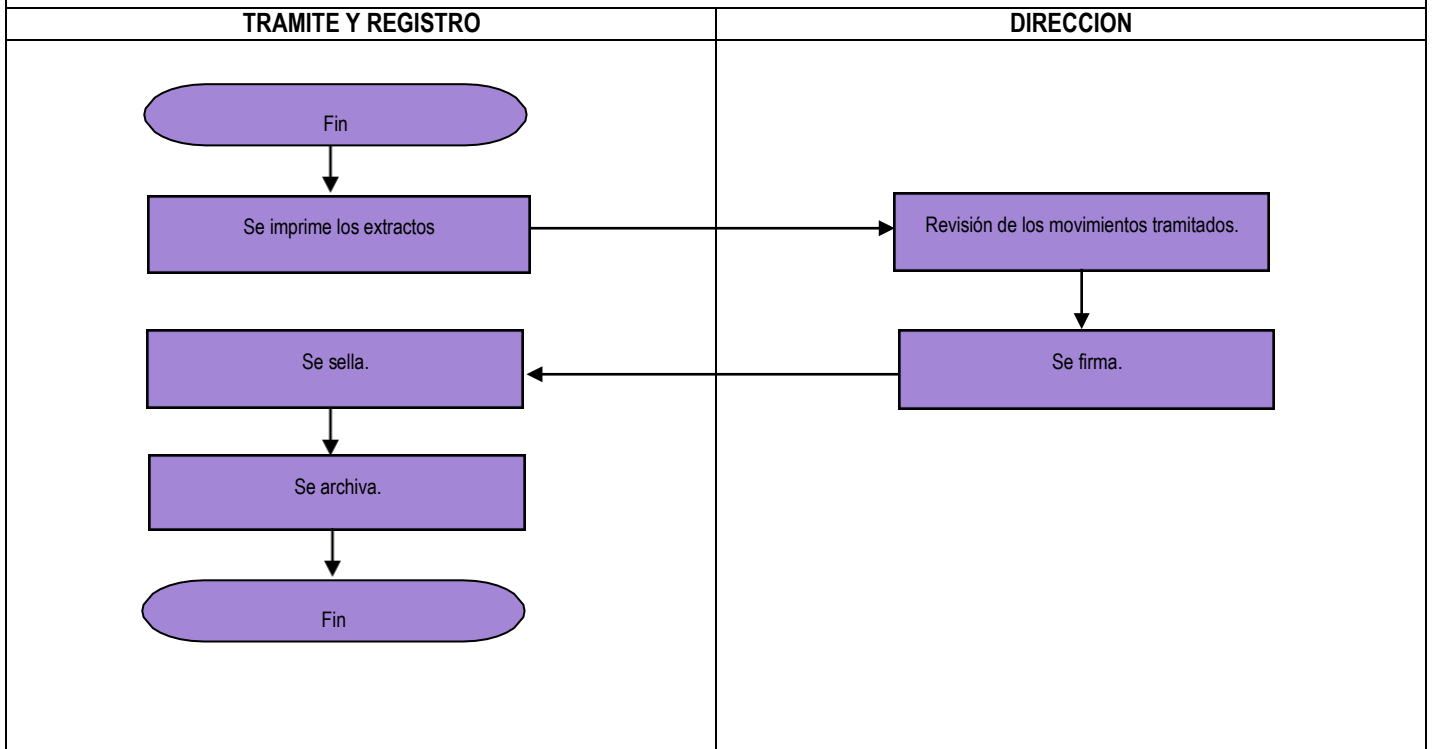 TRAMITE Y REGISTRO
DIRECCION
Fin
Se imprime los extractos
Revisión de los movimientos tramitados.
Se sella.
Se firma.
Se archiva.
Fin